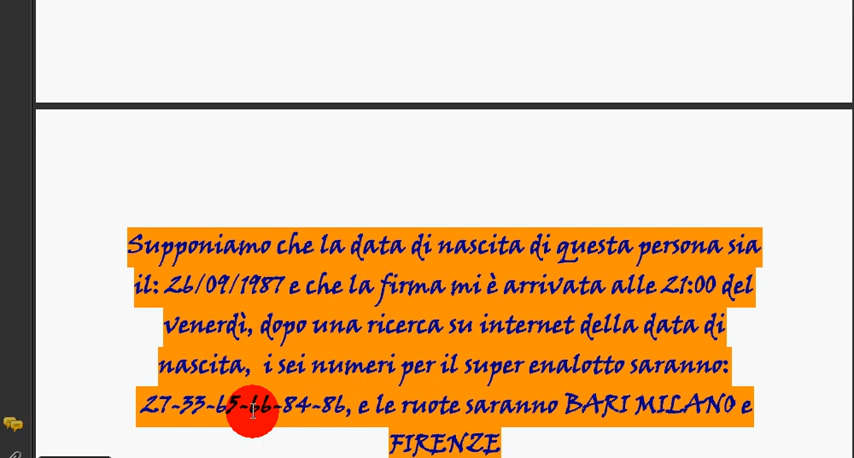 Supponiamo che la data di nascita di questa persona sia
il: 26/09/1987 e che la firma mi è arrivata alle 21:00 del
venerdì, dopo una ricerca su internet della data di
nascita, i sei numeri per il super enalotto saranno:
27-33-65-66-84-86, e le ruote saranno BARI MILANO e
FIRENZE